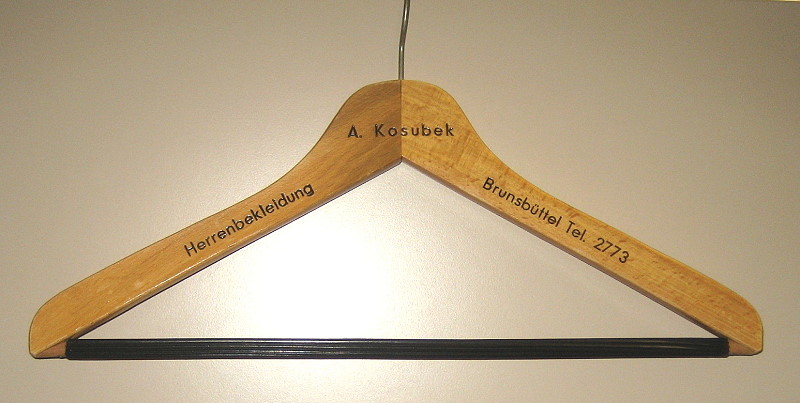 A. Kosubek
Herrenbekleidung
Brunsbüttel Tel. 2773